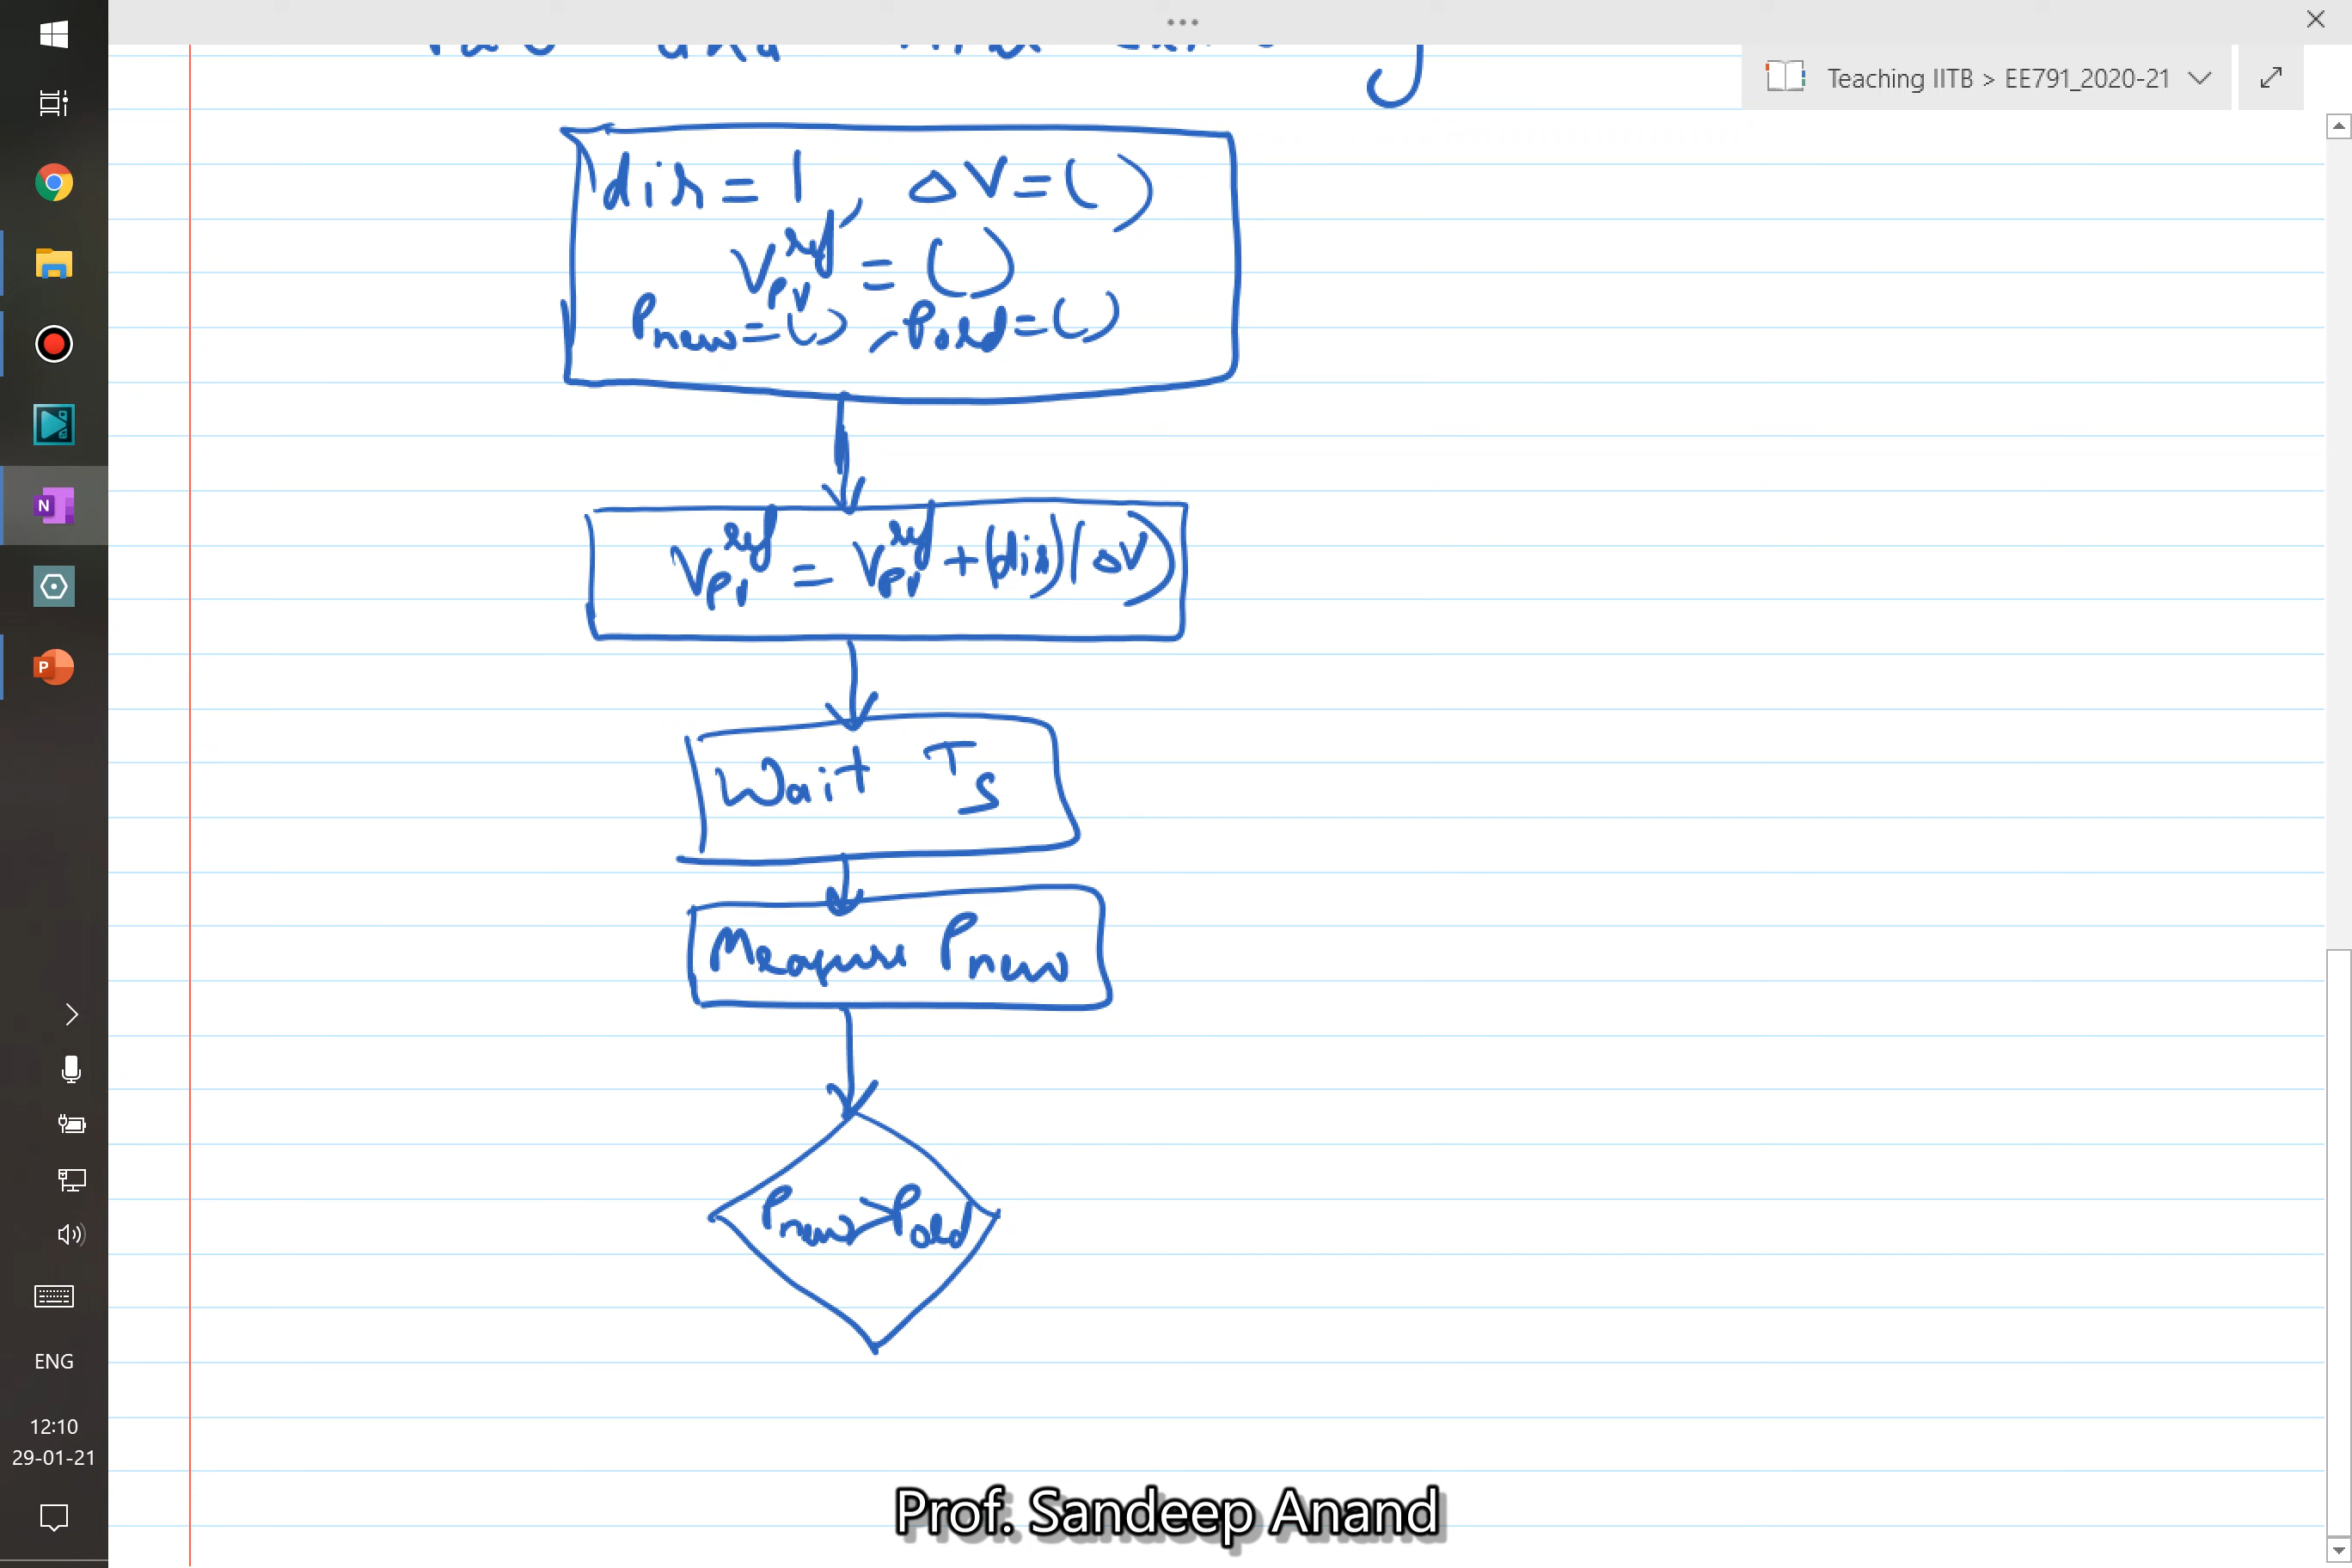 Teaching IITB > EE791_2020-21
dir = 1, ΔV = ( )
V_PV^ref = ( )
P_new = ( ), P_old = ( )
V_PV^ref = V_PV^ref + (dir)(ΔV)
Wait T_S
Measure P_new
P_new > P_old
N
P
ENG
12:10
29-01-21
Prof. Sandeep Anand